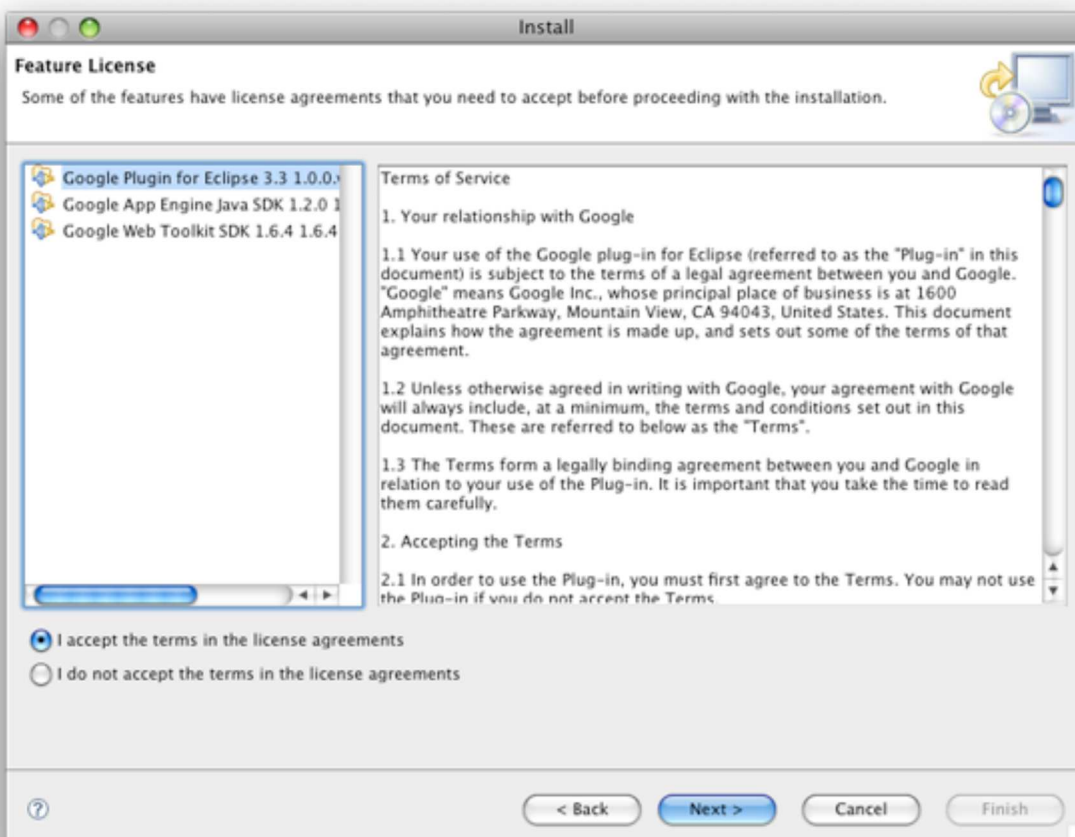 Install
Feature License
Some of the features have license agreements that you need to accept before proceeding with the installation.
Google Plugin for Eclipse 3.3 1.0.0.
Google App Engine Java SDK 1.2.0 1
Google Web Toolkit SDK 1.6.4 1.6.4
Terms of Service
1. Your relationship with Google
1.1 Your use of the Google plug-in for Eclipse (referred to as the "Plug-in" in this
document) is subject to the terms of a legal agreement between you and Google.
"Google" means Google Inc., whose principal place of business is at 1600
Amphitheatre Parkway, Mountain View, CA 94043, United States. This document
explains how the agreement is made up, and sets out some of the terms of that
agreement.
1.2 Unless otherwise agreed in writing with Google, your agreement with Google
will always include, at a minimum, the terms and conditions set out in this
document. These are referred to below as the "Terms".
1.3 The Terms form a legally binding agreement between you and Google in
relation to your use of the Plug-in. It is important that you take the time to read
them carefully.
2. Accepting the Terms
2.1 In order to use the Plug-in, you must first agree to the Terms. You may not use
the Plug-in if you do not accept the Terms.
I accept the terms in the license agreements
I do not accept the terms in the license agreements
?
< Back
Next >
Cancel
Finish